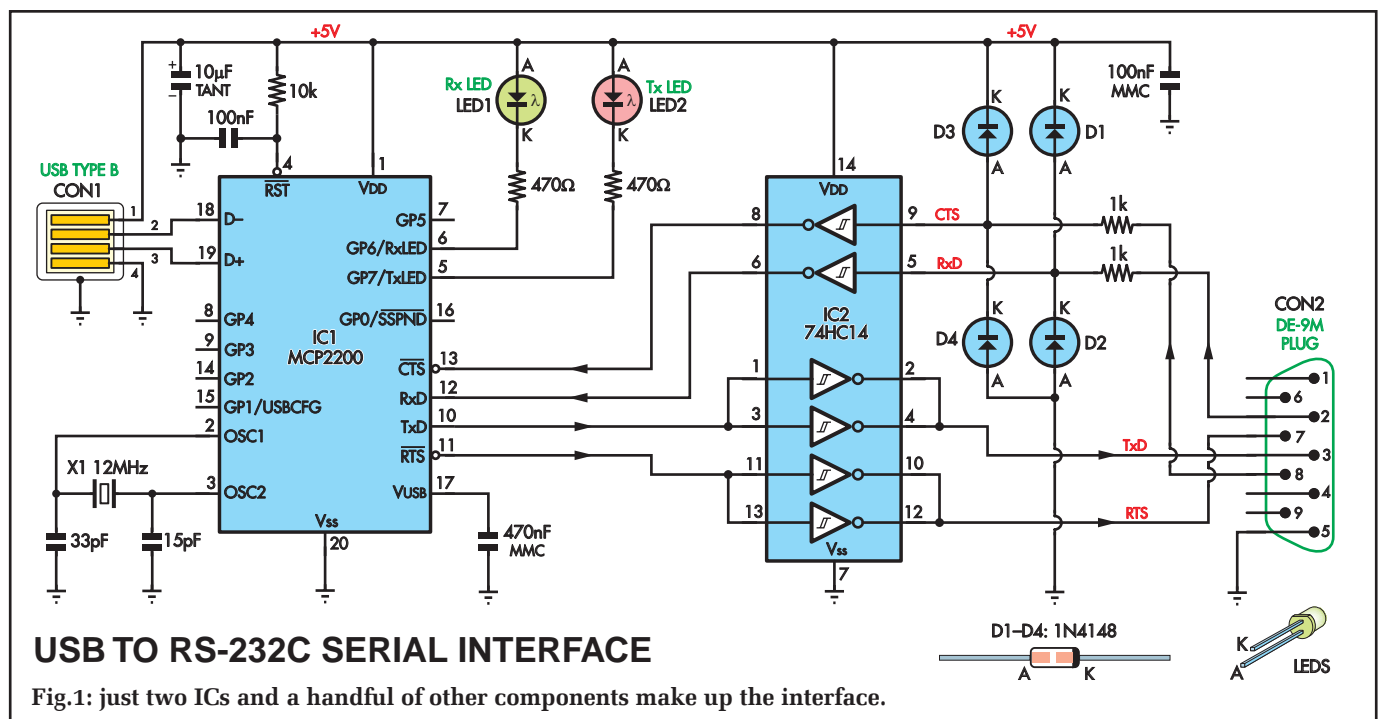 +5V
+5V
+
10µF
TANT
–
10k
100nF
Rx LED
LED1
A
λ
K
Tx LED
LED2
A
λ
K
470Ω
470Ω
100nF
MMC
K
D3
A
K
D1
A
K
D4
A
K
D2
A
USB TYPE B
CON1
1
2
3
4
4
RST
1
VDD
18
D–
19
D+
8
GP4
9
GP3
14
GP2
15
GP1/USBCFG
2
OSC1
3
OSC2
IC1
MCP2200
GP5
7
GP6/RxLED
6
GP7/TxLED
5
GP0/SSPND
16
CTS
13
RxD
12
TxD
10
RTS
11
VUSB
17
Vss
20
X1 12MHz
33pF
15pF
470nF
MMC
14
VDD
8
9
CTS
6
5
RxD
IC2
74HC14
1
2
3
4
11
10
13
12
Vss
7
1k
1k
TxD
RTS
CON2
DE-9M
PLUG
1
6
2
7
3
8
4
9
5
D1–D4: 1N4148
A
K
K
A
LEDS
USB TO RS-232C SERIAL INTERFACE
Fig.1: just two ICs and a handful of other components make up the interface.